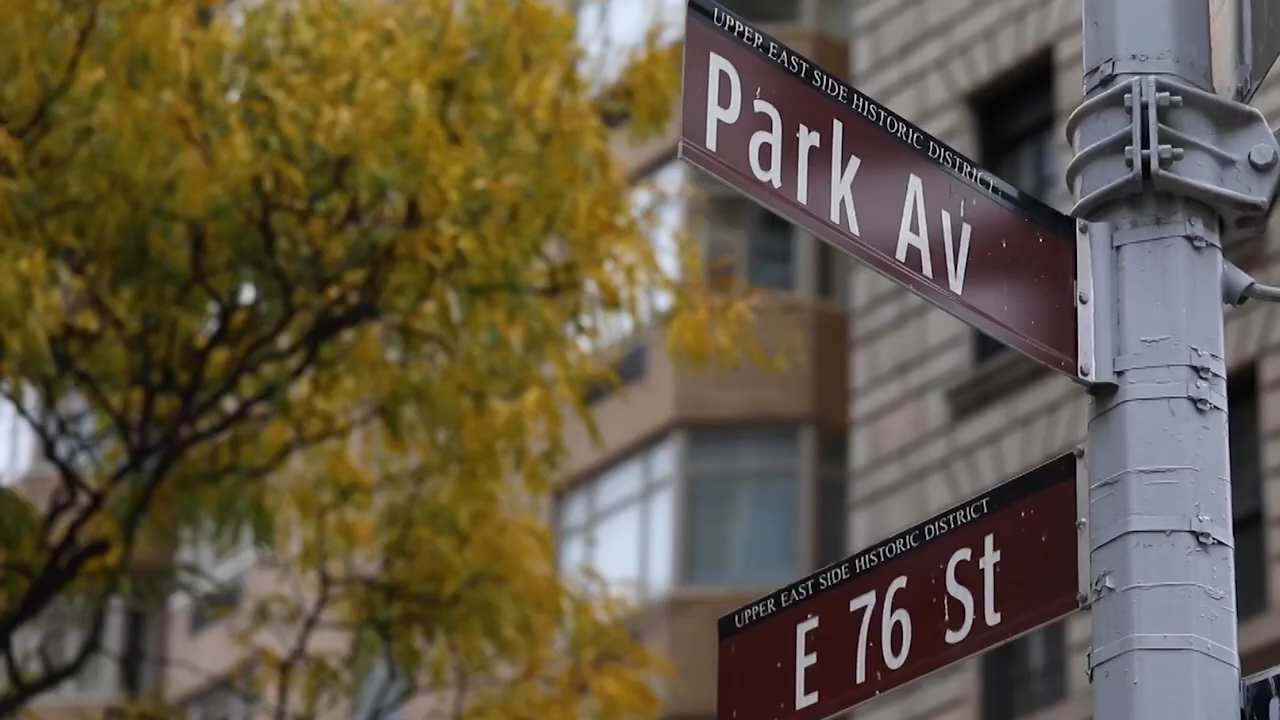 UPPER EAST SIDE HISTORIC DISTRICT
Park Av
UPPER EAST SIDE HISTORIC DISTRICT
E 76 St